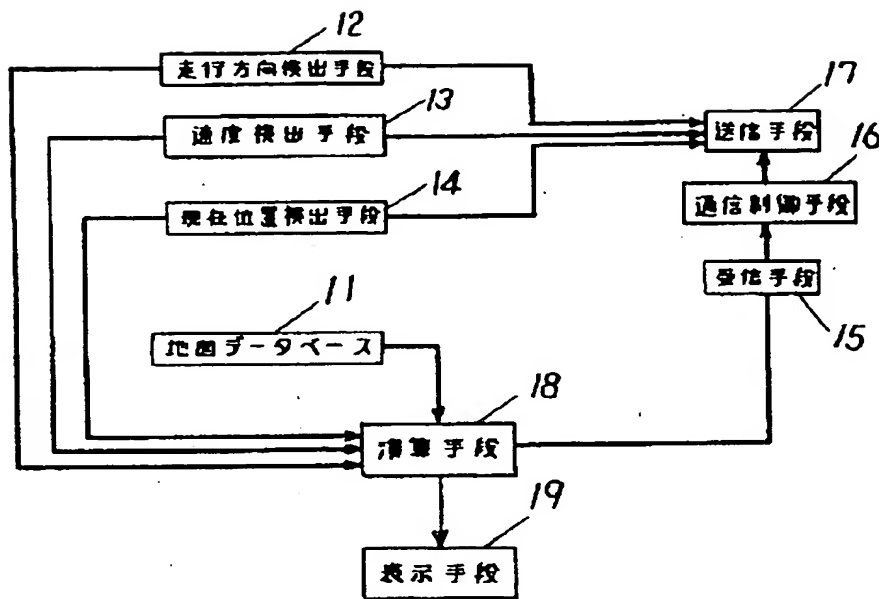 12
走行方向検出手段
17
13
速度検出手段
送信手段
16
14
現在位置検出手段
通信制御手段
受信手段
11
15
地図データベース
18
演算手段
19
表示手段